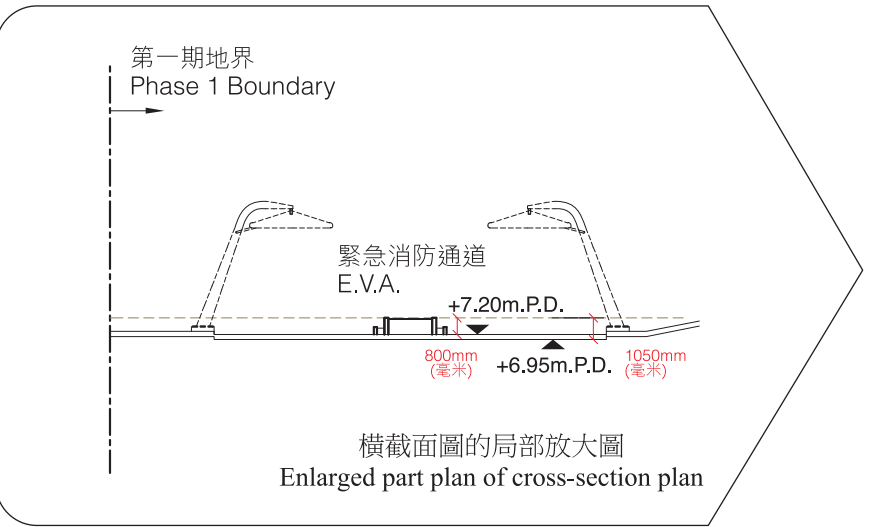 第一期地界
Phase 1 Boundary
緊急消防通道
E.V.A.
+7.20m.P.D.
800mm
(毫米)
+6.95m.P.D.
1050mm
(毫米)
橫截面圖的局部放大圖
Enlarged part plan of cross-section plan